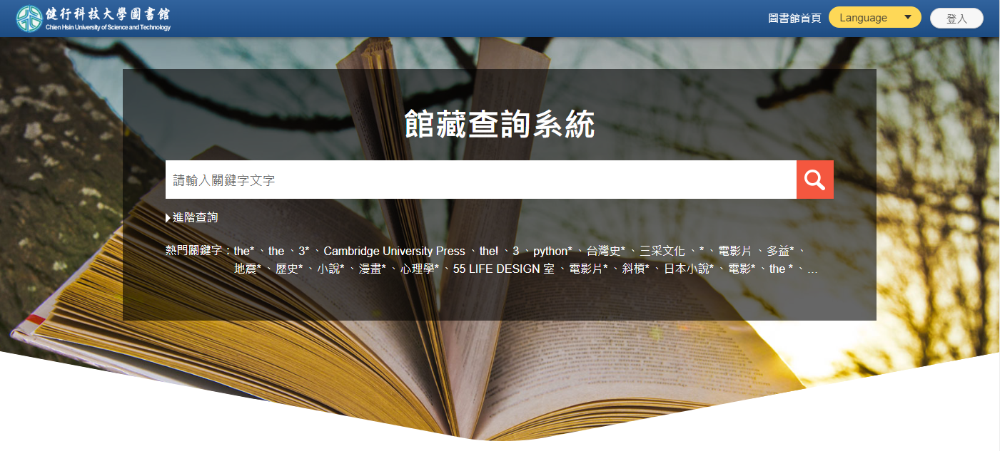 健行科技大學圖書館
Chien Hsin University of Science and Technology
圖書館首頁
Language
登入
館藏查詢系統
請輸入關鍵字文字
進階查詢
熱門關鍵字：the* 、the 、3* 、Cambridge University Press 、the! 、3 、python* 、台灣史* 、三采文化 、* 、電影片 、多益* 、
地震* 、歷史* 、小說* 、漫畫* 、心理學* 、55 LIFE DESIGN 室 、電影片* 、斜槓* 、日本小說* 、電影* 、the * 、…